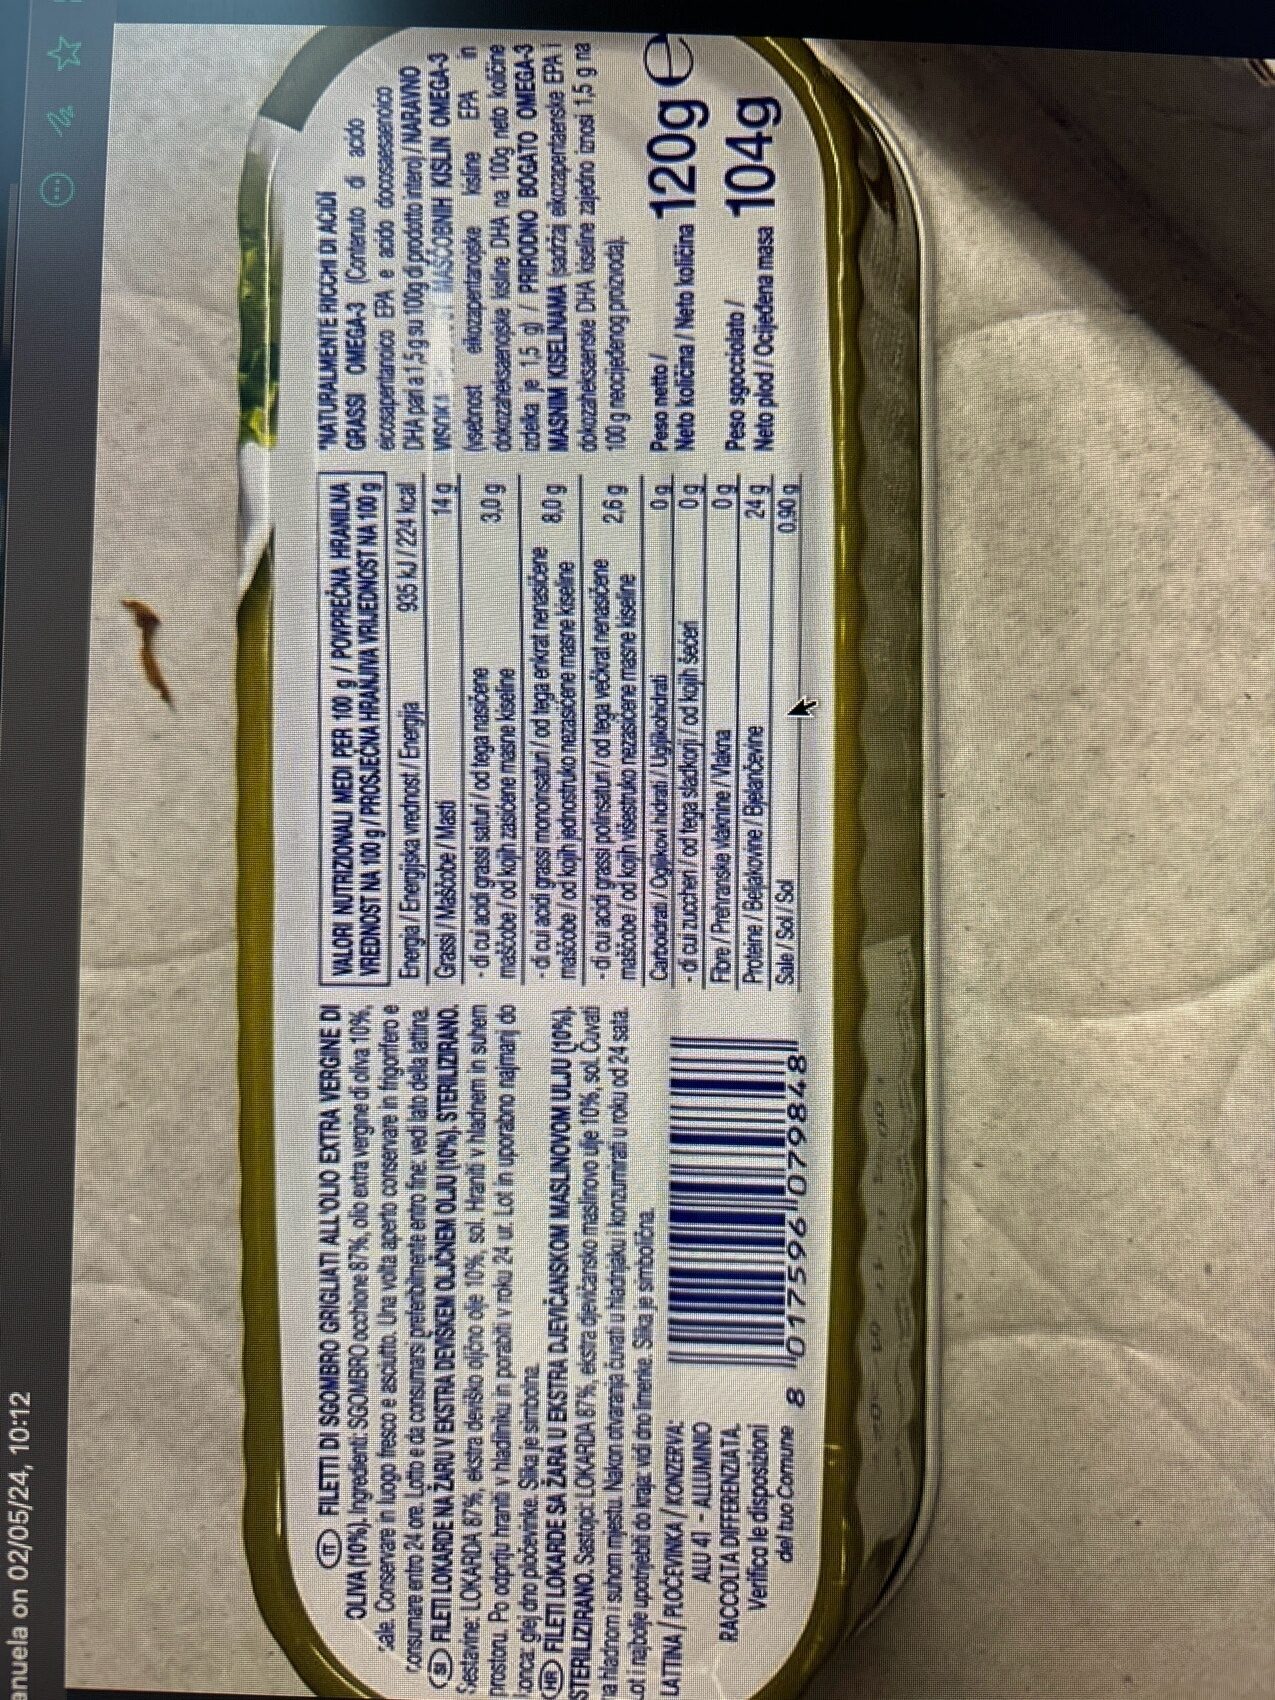 anuela on 02/05/24, 10:12
IT FILETTI DI SGOMBRO GRIGLIATI ALL'OLIO EXTRA VERGINE DI
OLIVA (10%). Ingredienti: SGOMBRO occhione 87%, olio extra vergine di oliva 10%,
sale. Conservare in luogo fresco e asciutto. Una volta aperto conservare in frigorifero e
consumare entro 24 ore. Lotto e da consumarsi preferibilmente entro fine: vedi lato della lattina.
SI FILETI LOKARDE NA ŽARU V EKSTRA DEVIŠKEM OLJČNEM OLJU (10%). STERILIZIRANO.
Sestavine: LOKARDA 87%, ekstra deviško oljčno olje 10%, sol. Hraniti v hladnem in suhem
prostoru. Po odprtju hraniti v hladilniku in porabiti v roku 24 ur. Lot in uporabno najmanj do
konca: glej dno pločevinke. Slika je simbolna.
HR FILETI LOKARDE SA ŽARA U EKSTRA DJEVIČANSKOM MASLINOVOM ULJU (10%).
STERILIZIRANO. Sastojci: LOKARDA 87%, ekstra djevičansko maslinovo ulje 10%, sol. Čuvati
na hladnom i suhom mjestu. Nakon otvaranja čuvati u hladnjaku i konzumirati u roku od 24 sata.
Lot i najbolje upotrijebiti do kraja: vidi dno limenke. Slika je simbolična.
LATTINA / PLOČEVINKA / KONZERVA:
ALU 41 - ALLUMINIO
RACCOLTA DIFFERENZIATA.
Verifica le disposizioni
del tuo Comune
8 017596 079848
VALORI NUTRIZIONALI MEDI PER 100 g / POVPREČNA HRANILNA
VREDNOST NA 100 g / PROSJEČNA HRANJIVA VRIJEDNOST NA 100 g
Energia / Energijska vrednost / Energija 935 kJ / 224 kcal
Grassi / Maščobe / Masti 14 g
- di cui acidi grassi saturi / od tega nasičene
maščobe / od kojih zasićene masne kiseline 3,0 g
- di cui acidi grassi monoinsaturi / od tega enkrat nenasičene
maščobe / od kojih jednostruko nezasićene masne kiseline 8,0 g
- di cui acidi grassi polinsaturi / od tega večkrat nenasičene
maščobe / od kojih višestruko nezasićene masne kiseline 2,6 g
Carboidrati / Ogljikovi hidrati / Ugljikohidrati 0 g
- di cui zuccheri / od tega sladkorji / od kojih šećeri 0 g
Fibre / Prehranske vlaknine / Vlakna 0 g
Proteine / Beljakovine / Bjelančevine 24 g
Sale / Sol / Sol 0,90 g
*NATURALMENTE RICCHI DI ACIDI
GRASSI OMEGA-3 (Contenuto di acido
eicosapentanoico EPA e acido docosaesaenoico
DHA pari a 1,5 g su 100g di prodotto intero) / NARAVNO
VISOKA MAŠČOBNIH KISLIN OMEGA-3
(vsebnost eikozapentanojske kisline EPA in
dokozaheksaenojske kisline DHA na 100g neto količine
izdelka je 1,5 g) / PRIRODNO BOGATO OMEGA-3
MASNIM KISELINAMA (sadržaj eikozapentaenske EPA i
dokozaheksaenske DHA kiseline zajedno iznosi 1,5 g na
100 g neocijeđenog proizvoda).
Peso netto /
Neto količina / Neto količina 120g e
Peso sgocciolato /
Neto plod / Ocijeđena masa 104g